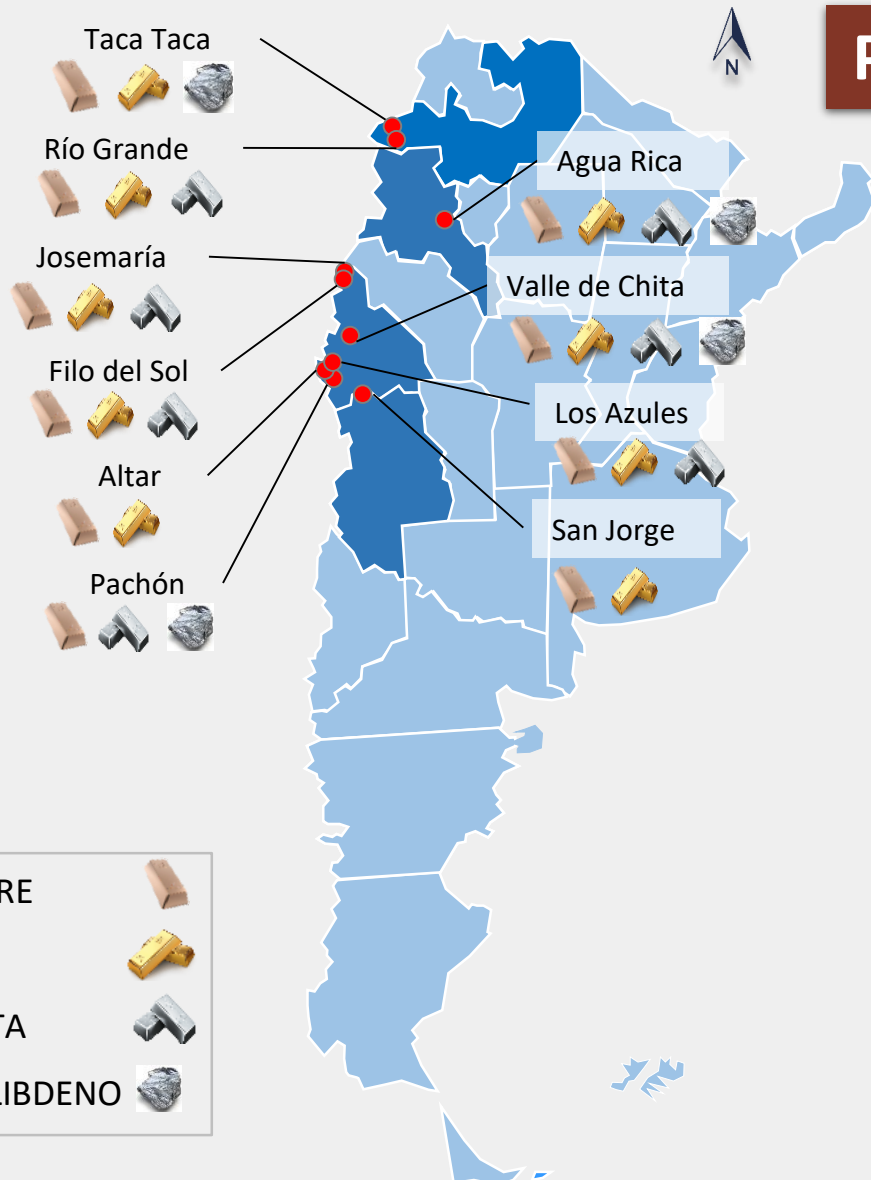 Taca Taca
N
Río Grande
Agua Rica
Josemaría
Valle de Chita
Filo del Sol
Los Azules
Altar
San Jorge
Pachón
RE
TA
LIBDENO